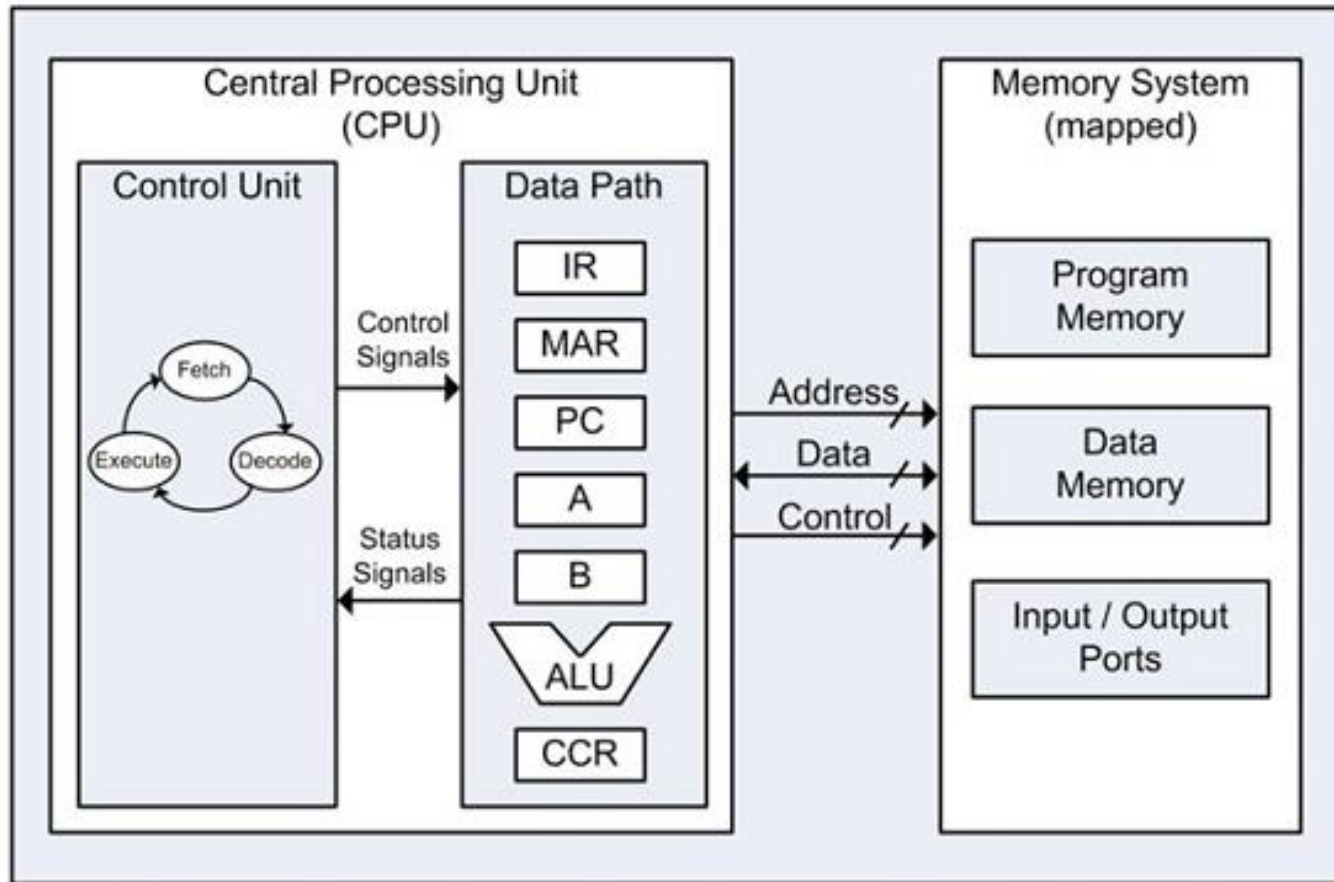 Central Processing Unit
(CPU)
Control Unit
Fetch
Execute
Decode
Control
Signals
Status
Signals
Data Path
IR
MAR
PC
A
B
ALU
CCR
Address
Data
Control
Memory System
(mapped)
Program
Memory
Data
Memory
Input / Output
Ports